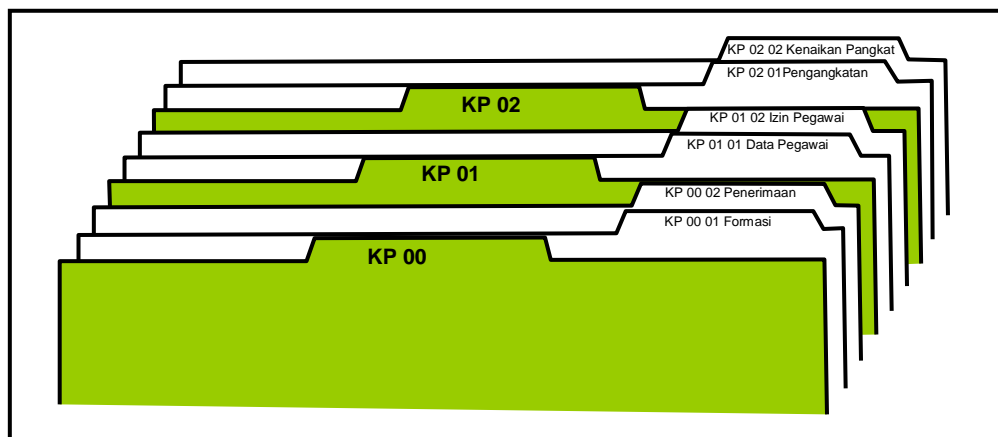 KP 02 02 Kenaikan Pangkat
KP 02 01Pengangkatan
KP 02
KP 01 02 Izin Pegawai
KP 01 01 Data Pegawai
KP 01
KP 00 02 Penerimaan
KP 00 01 Formasi
KP 00